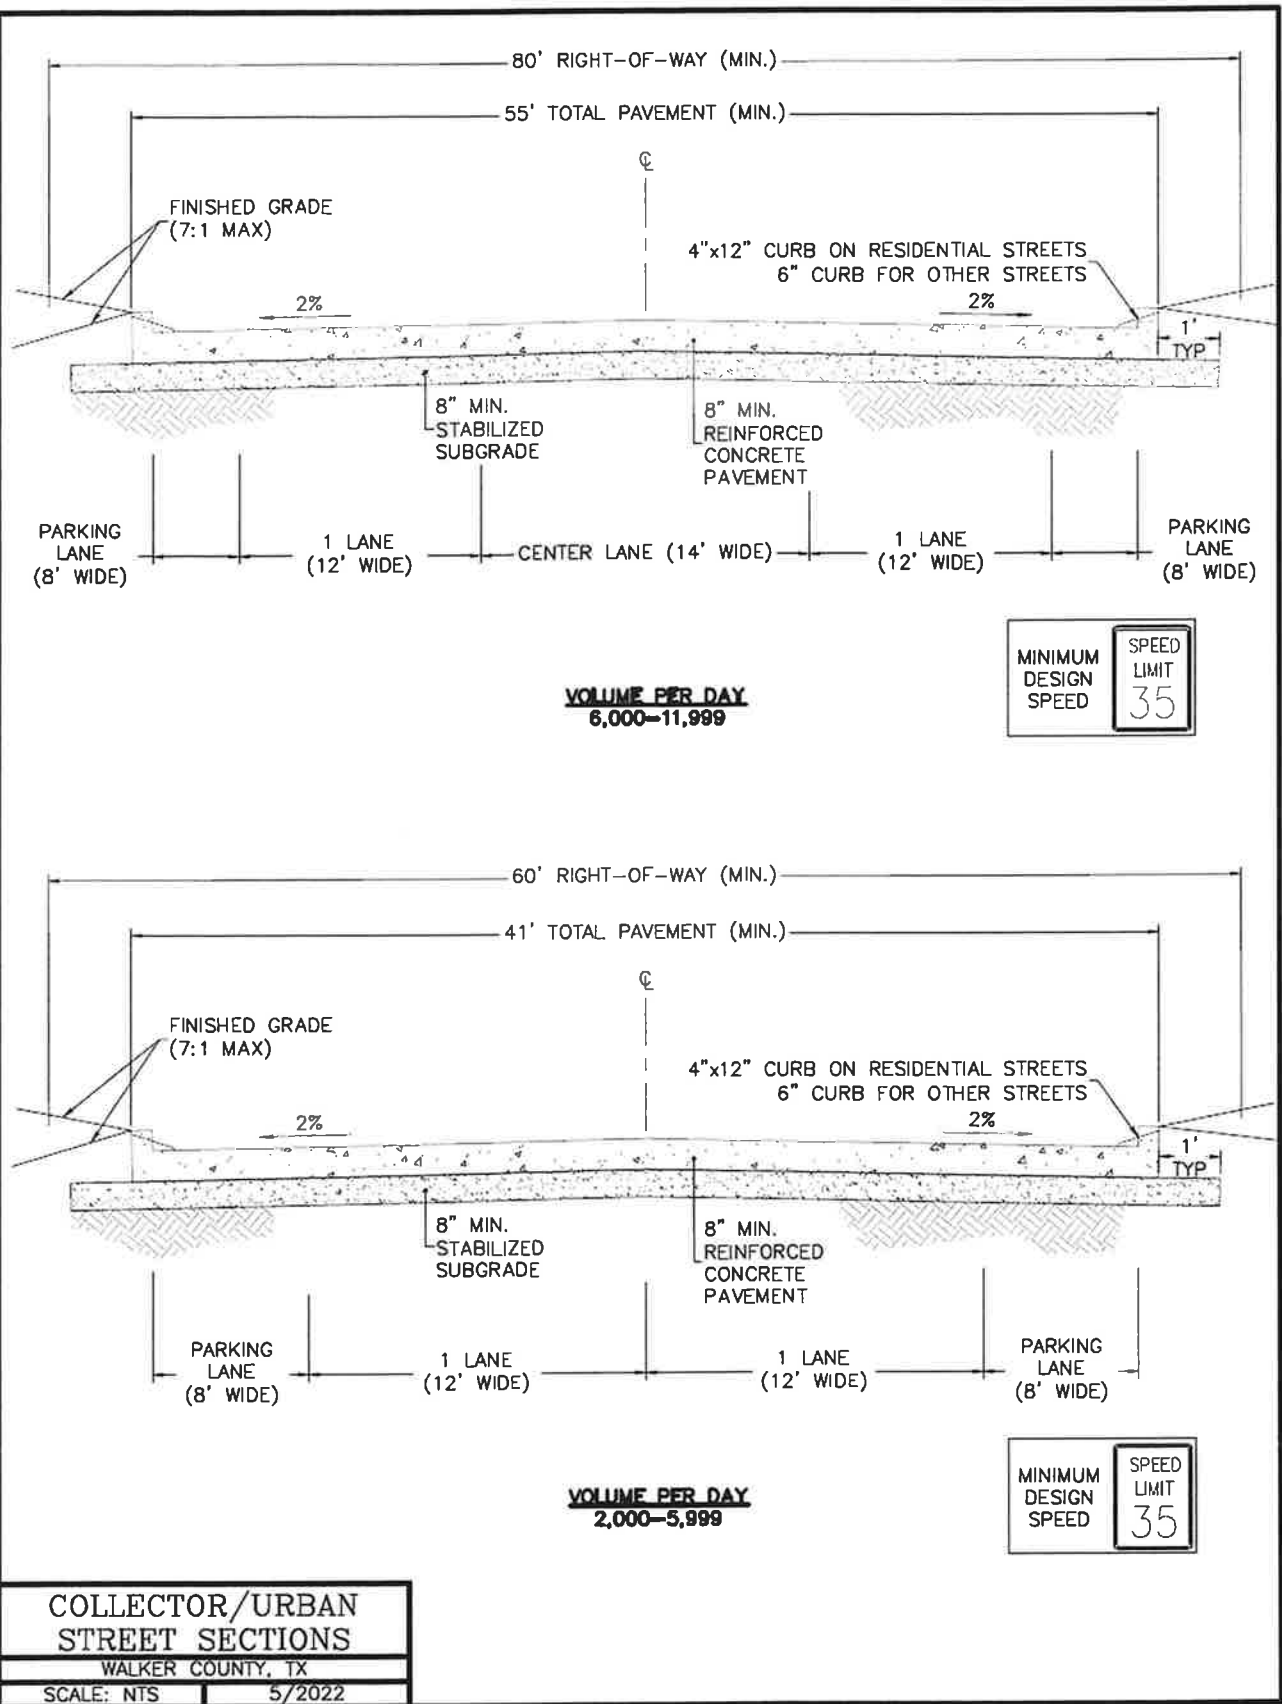 80' RIGHT-OF-WAY (MIN.)
55' TOTAL PAVEMENT (MIN.)
℄
FINISHED GRADE
(7:1 MAX)
4"x12" CURB ON RESIDENTIAL STREETS
6" CURB FOR OTHER STREETS
2%
2%
1'
TYP
8" MIN.
STABILIZED
SUBGRADE
8" MIN.
REINFORCED
CONCRETE
PAVEMENT
PARKING
LANE
(8' WIDE)
1 LANE
(12' WIDE)
CENTER LANE (14' WIDE)
1 LANE
(12' WIDE)
PARKING
LANE
(8' WIDE)
MINIMUM
DESIGN
SPEED
SPEED
LIMIT
35
VOLUME PER DAY
6,000-11,999
60' RIGHT-OF-WAY (MIN.)
41' TOTAL PAVEMENT (MIN.)
℄
FINISHED GRADE
(7:1 MAX)
4"x12" CURB ON RESIDENTIAL STREETS
6" CURB FOR OTHER STREETS
2%
2%
1'
TYP
8" MIN.
STABILIZED
SUBGRADE
8" MIN.
REINFORCED
CONCRETE
PAVEMENT
PARKING
LANE
(8' WIDE)
1 LANE
(12' WIDE)
1 LANE
(12' WIDE)
PARKING
LANE
(8' WIDE)
MINIMUM
DESIGN
SPEED
SPEED
LIMIT
35
VOLUME PER DAY
2,000-5,999
COLLECTOR/URBAN
STREET SECTIONS
WALKER COUNTY, TX
SCALE: NTS
5/2022